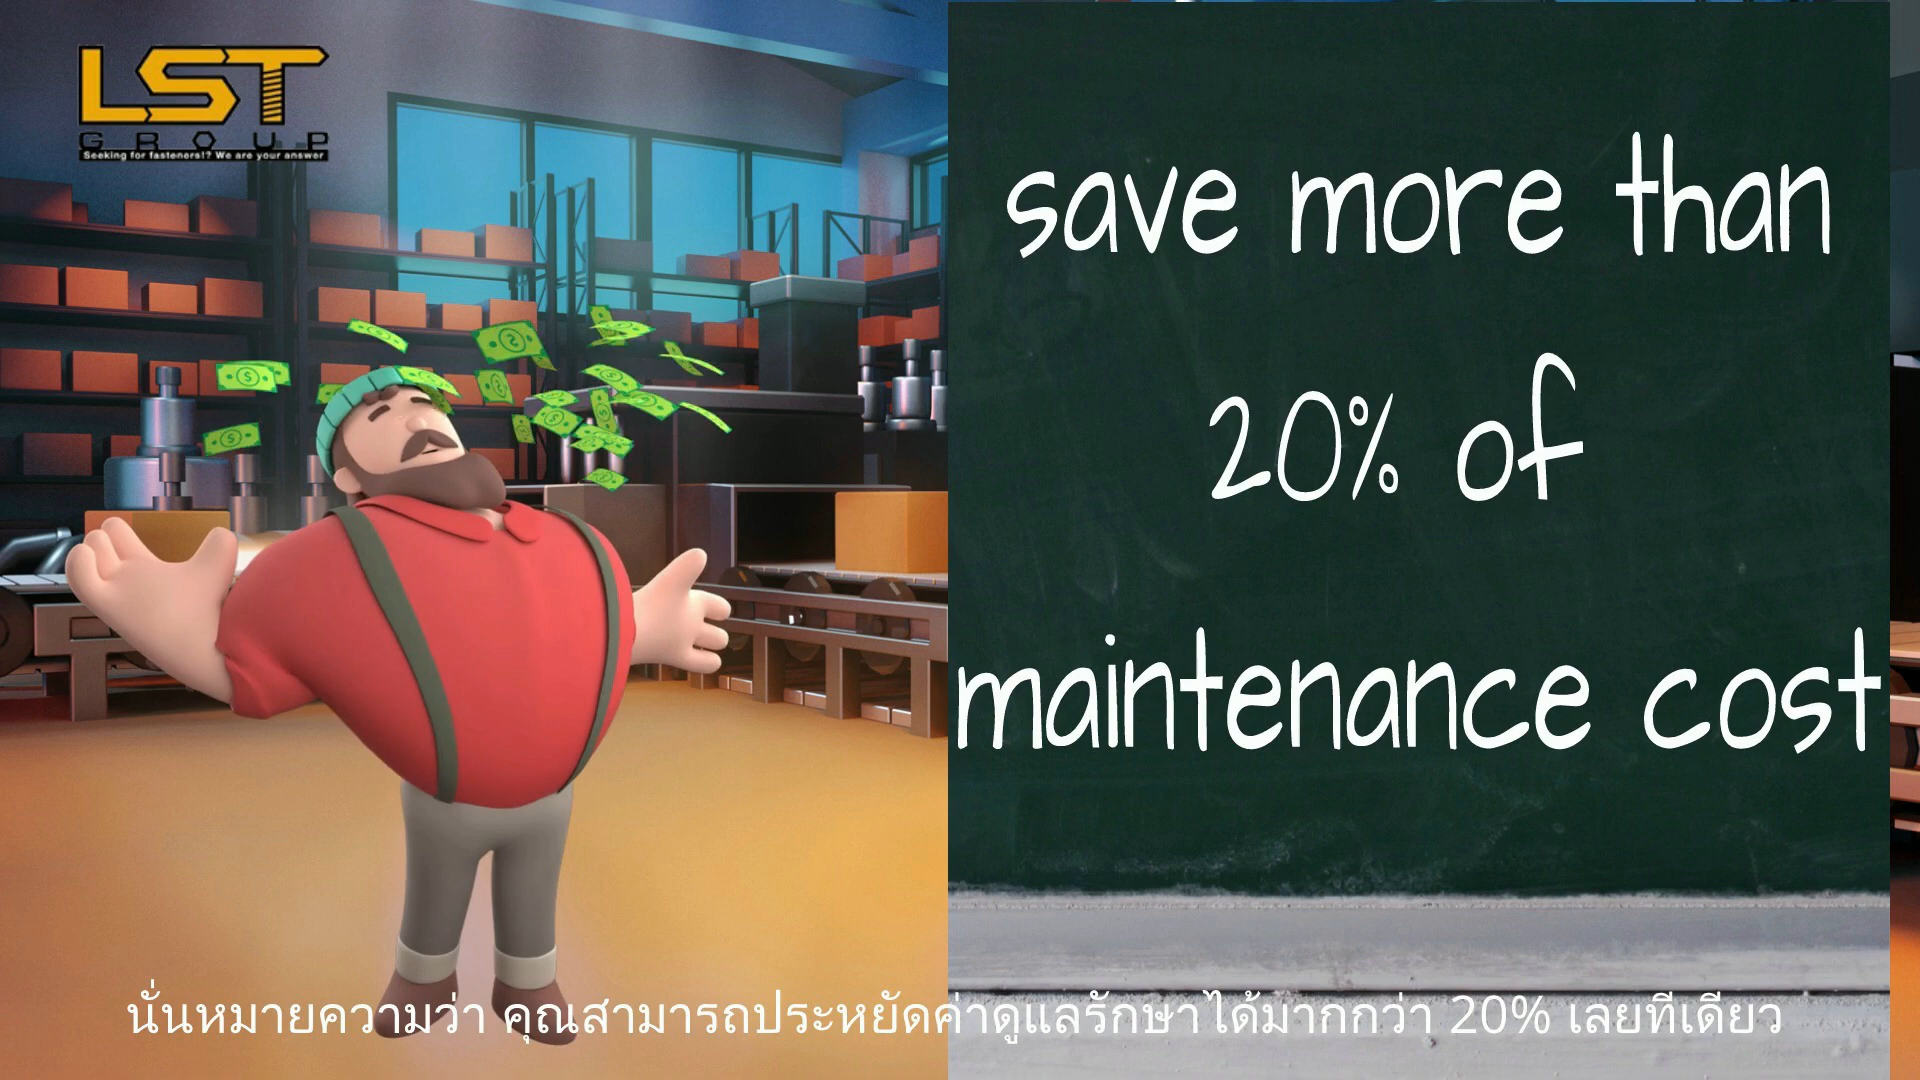 LST
GROUP
Seeking for fasteners!? We are your answer
save more than
20% of
maintenance cost
นั่นหมายความว่า คุณสามารถประหยัดค่าดูแลรักษาได้มากกว่า 20% เลยทีเดียว